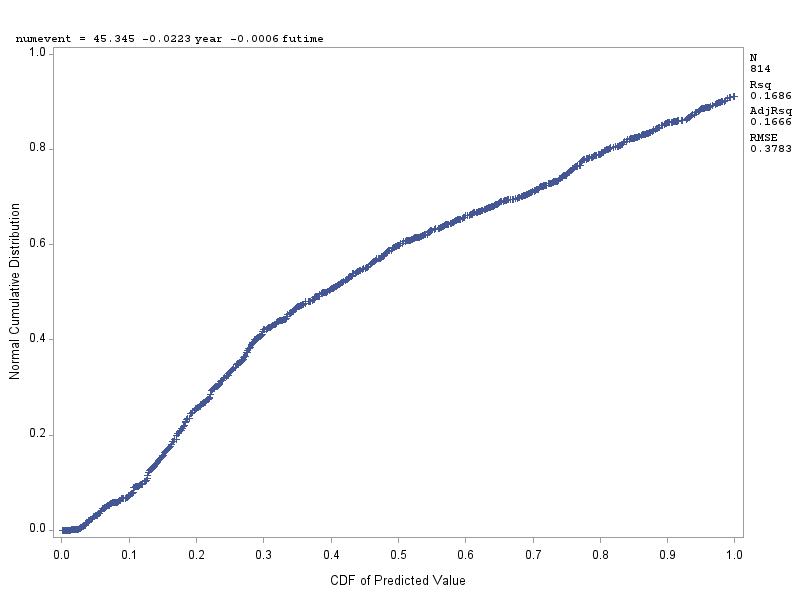 numevent = 45.345 -0.0223 year -0.0006 futime
1.0
0.8
0.6
0.4
0.2
0.0
Normal Cumulative Distribution
N
814
Rsq
0.1686
AdjRsq
0.1666
RMSE
0.3783
0.0 0.1 0.2 0.3 0.4 0.5 0.6 0.7 0.8 0.9 1.0
CDF of Predicted Value